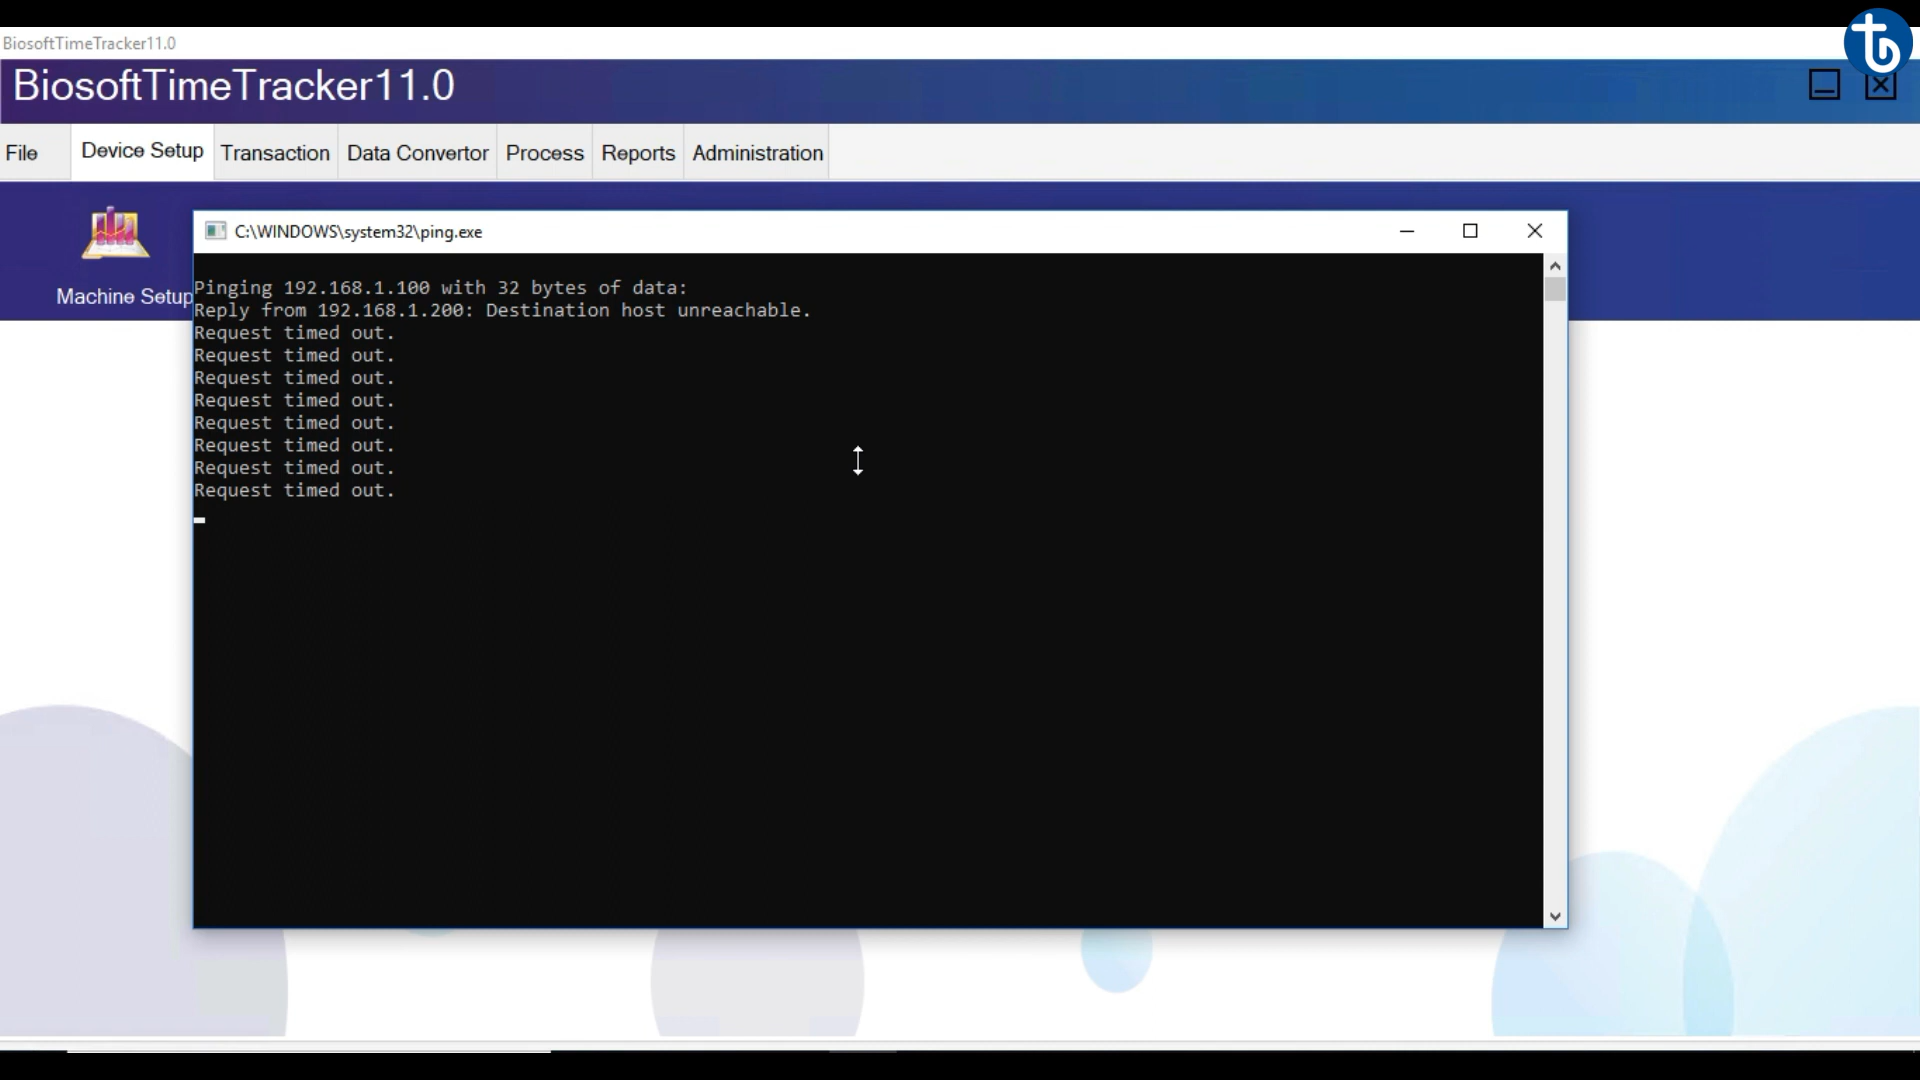 BiosoftTimeTracker11.0
tb
BiosoftTimeTracker11.0
File Device Setup Transaction Data Convertor Process Reports Administration
Machine Setup
C:\WINDOWS\system32\ping.exe
Pinging 192.168.1.100 with 32 bytes of data:
Reply from 192.168.1.200: Destination host unreachable.
Request timed out.
Request timed out.
Request timed out.
Request timed out.
Request timed out.
Request timed out.
Request timed out.
Request timed out.